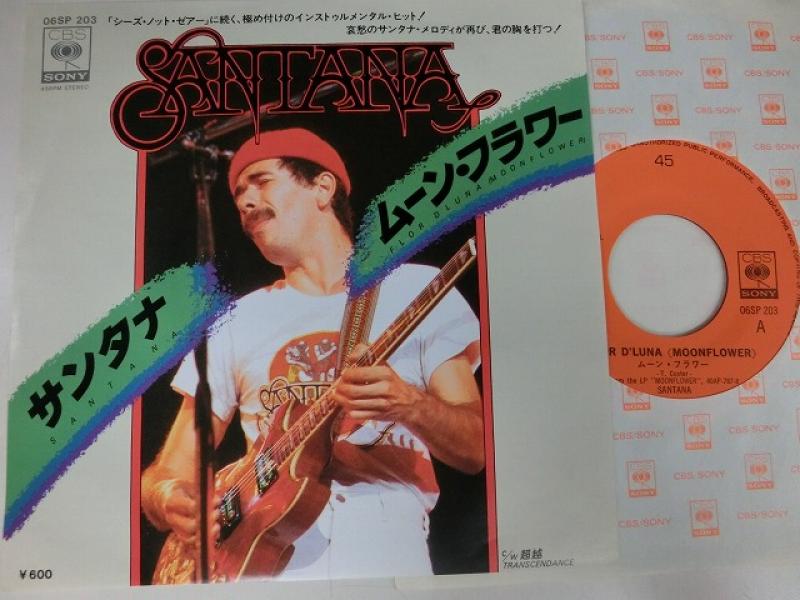 06SP 203
CBS
SONY
45RPM STEREO
「シーズ・ノット・ゼアー」に続く、極め付けのインストゥルメンタル・ヒット!
哀愁のサンタナ・メロディが再び、君の胸を打つ!
SANTANA
ムーン・フラワー
FLOR D'LUNA (MOONFLOWER)
サンタナ
SANTANA
¥600
c/w 超越
TRANSCENDANCE
CBS/SONY
45
CBS
SONY
06SP 203
A
R D'LUNA (MOONFLOWER)
ムーン・フラワー
-T. Coster-
the LP "MOONFLOWER", 40AP-767-8
SANTANA